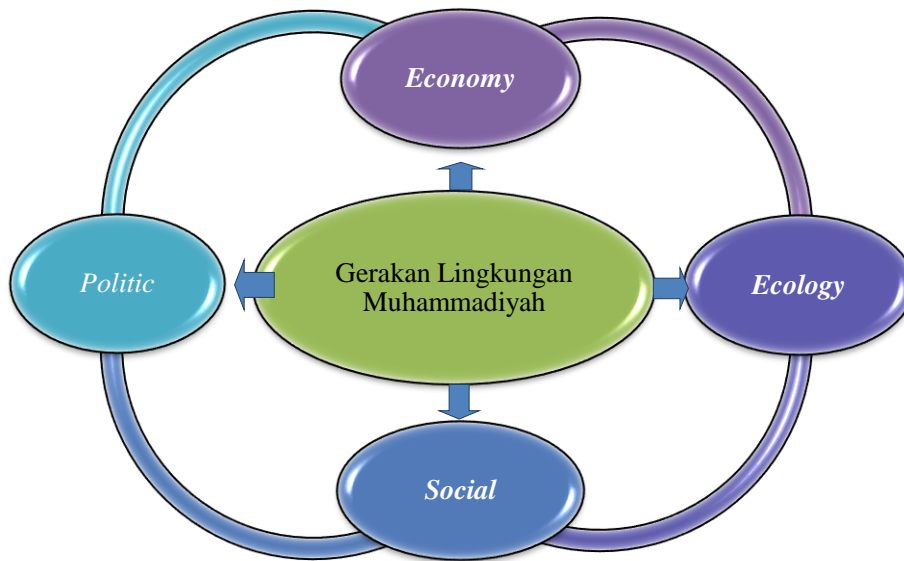 Economy
Gerakan Lingkungan
Muhammadiyah
Politic
Ecology
Social